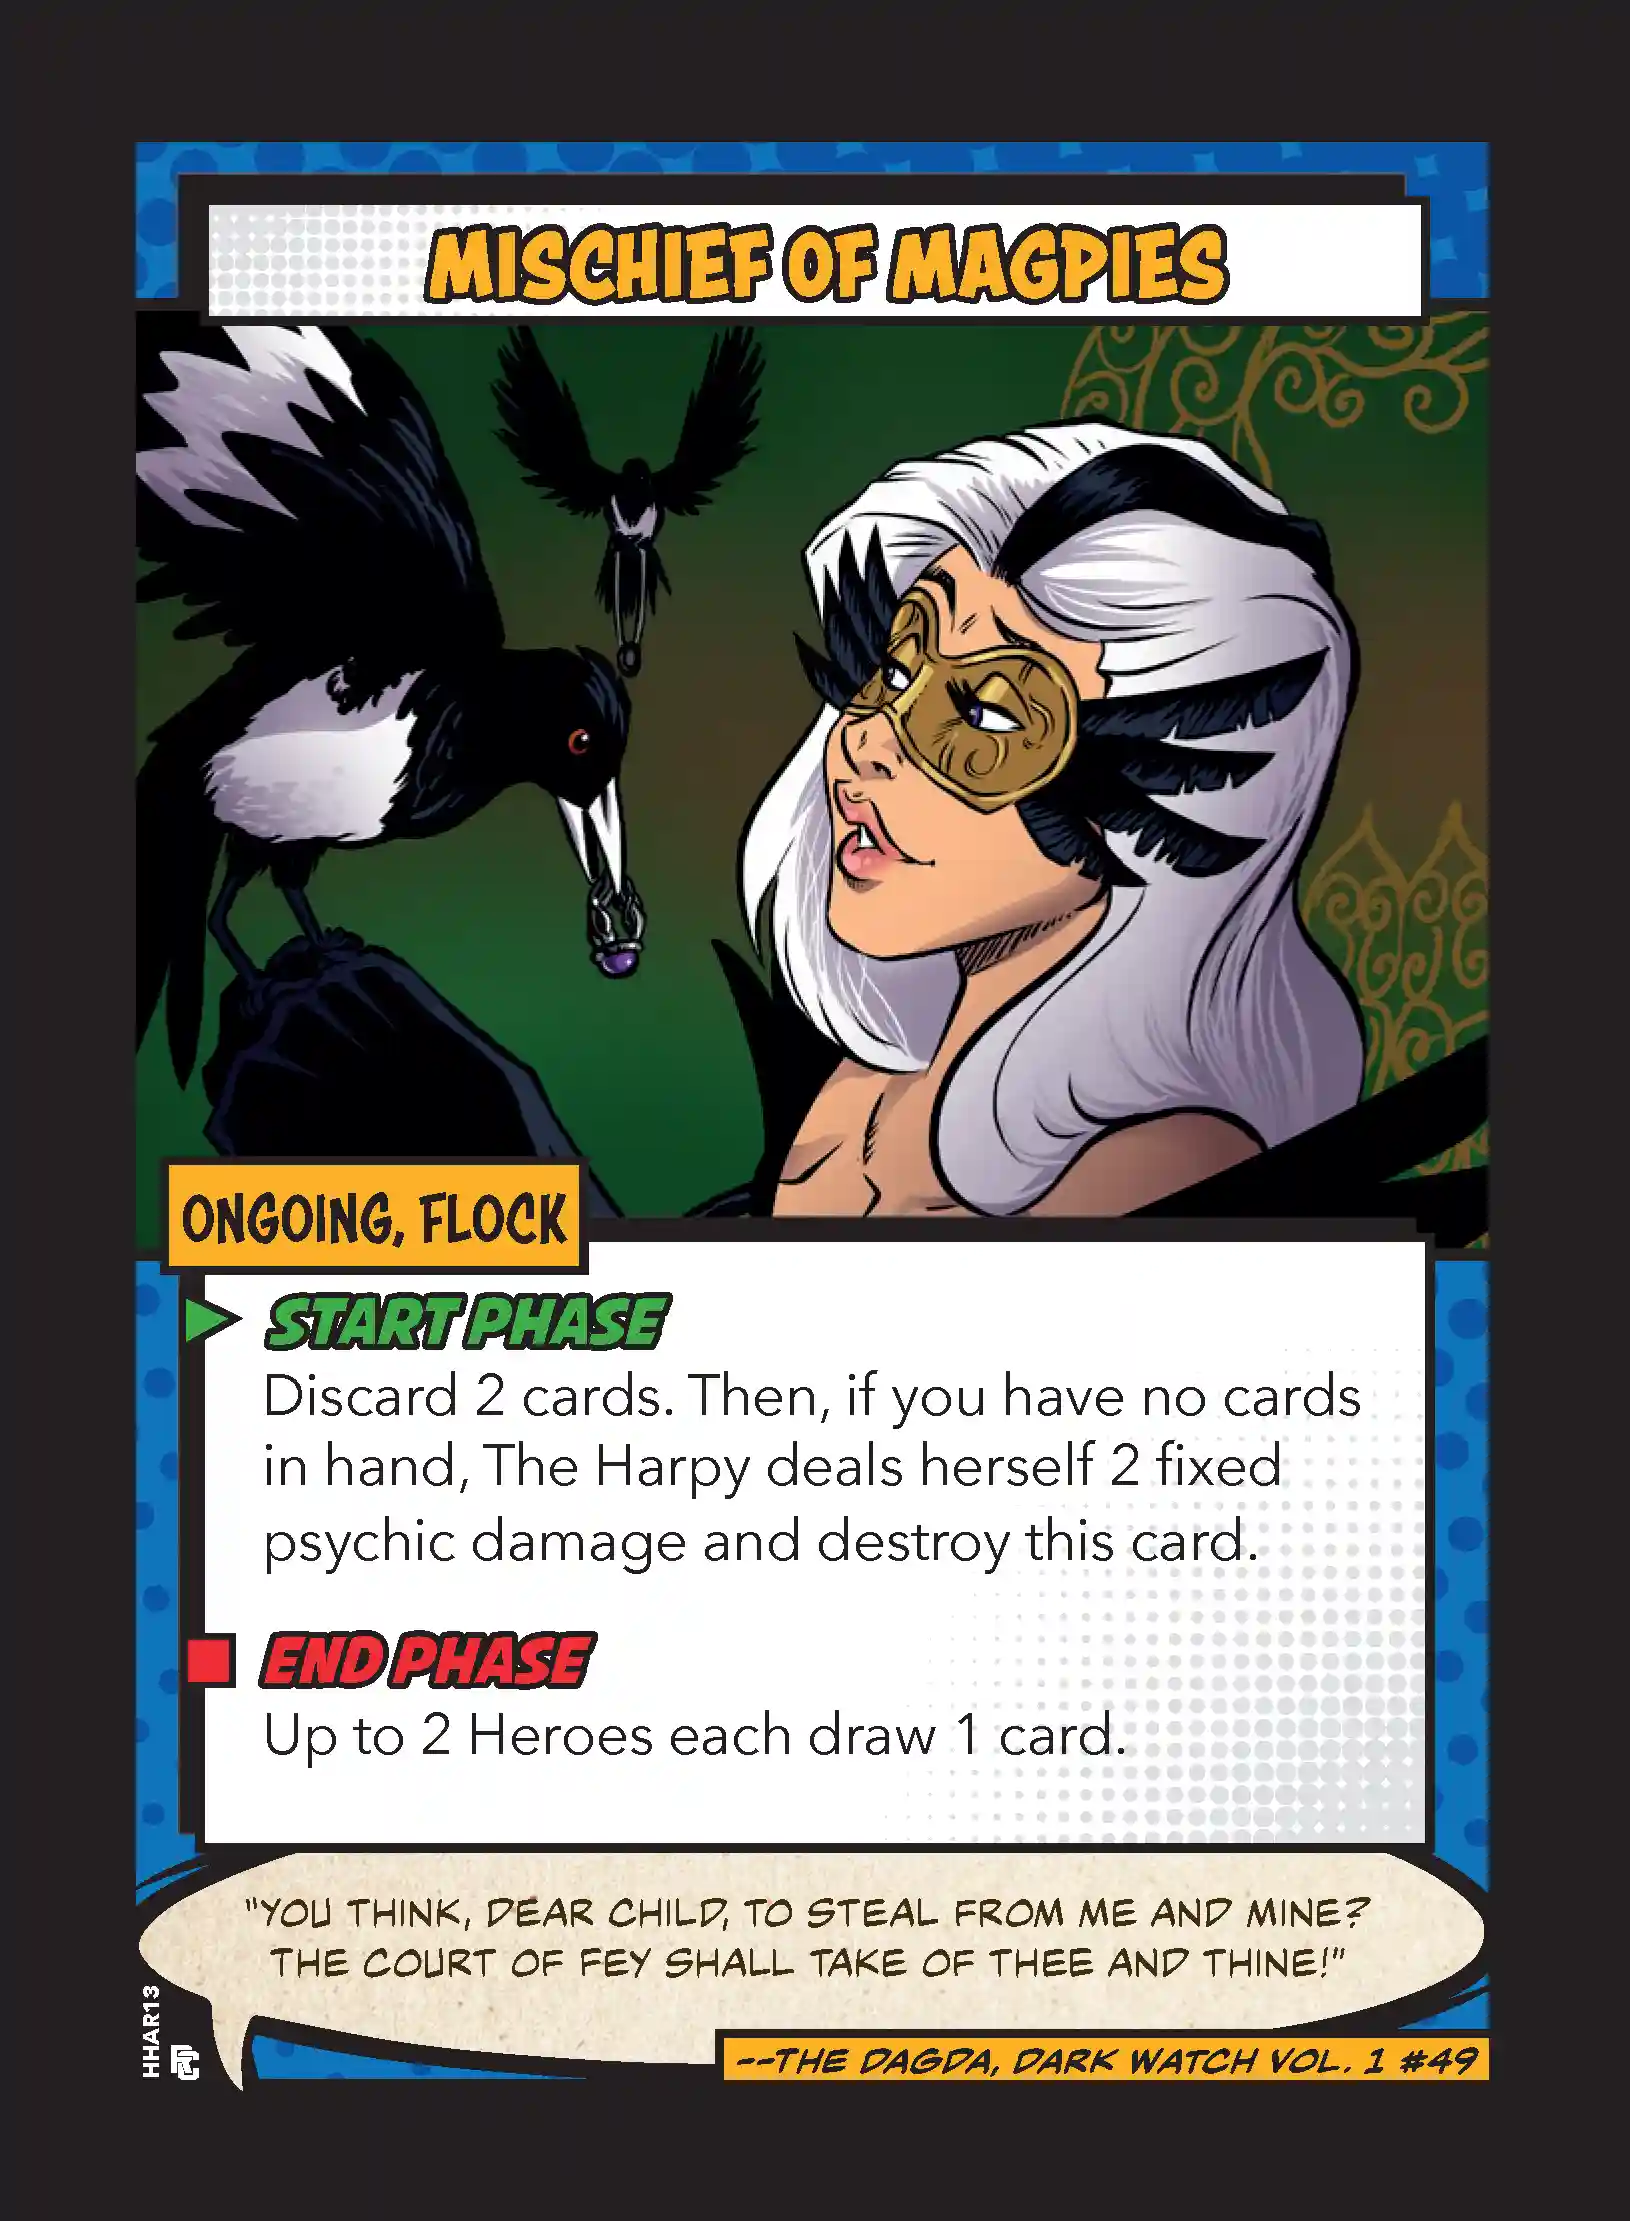 MISCHIEF OF MAGPIES
ONGOING, FLOCK
START PHASE
Discard 2 cards. Then, if you have no cards
in hand, The Harpy deals herself 2 fixed
psychic damage and destroy this card.
END PHASE
Up to 2 Heroes each draw 1 card.
"YOU THINK, DEAR CHILD, TO STEAL FROM ME AND MINE?
THE COURT OF FEY SHALL TAKE OF THEE AND THINE!"
--THE DAGDA, DARK WATCH VOL. 1 #49
HHAR13